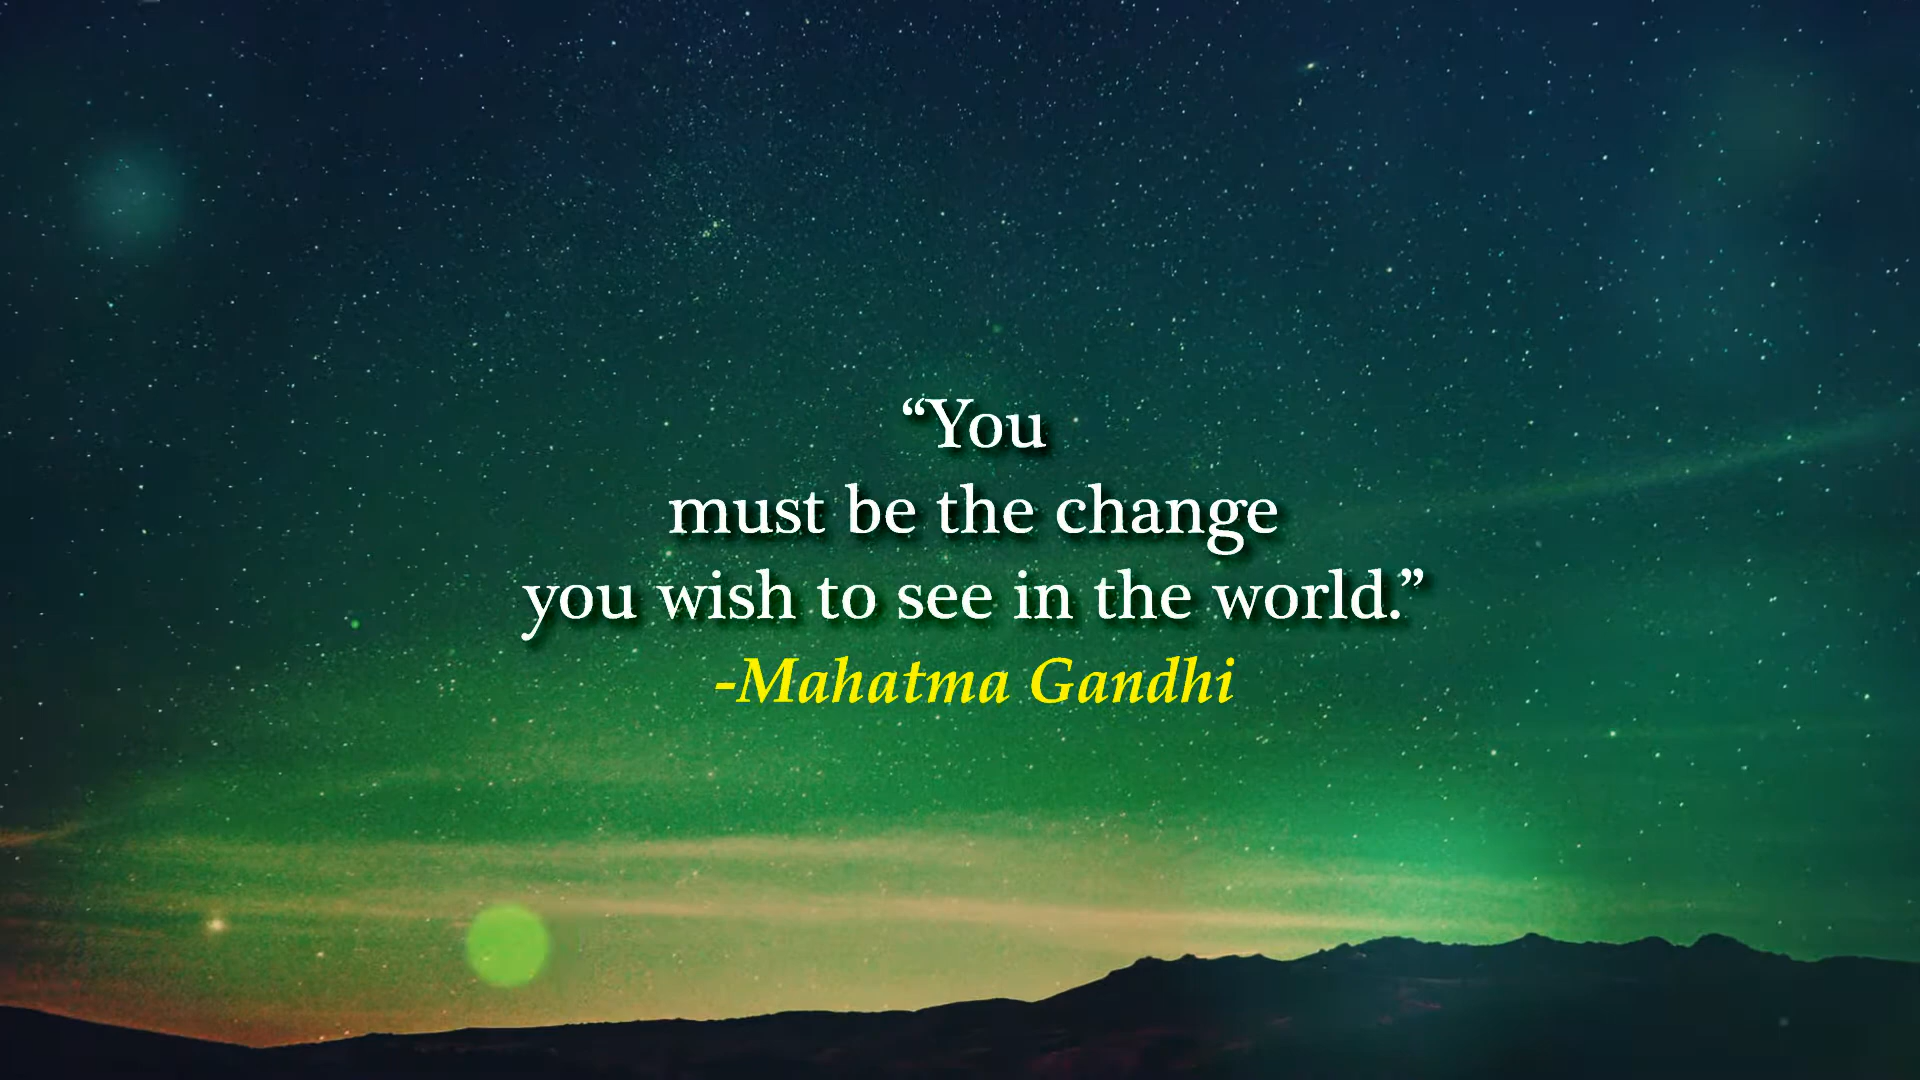 “You
must be the change
you wish to see in the world.”
-Mahatma Gandhi